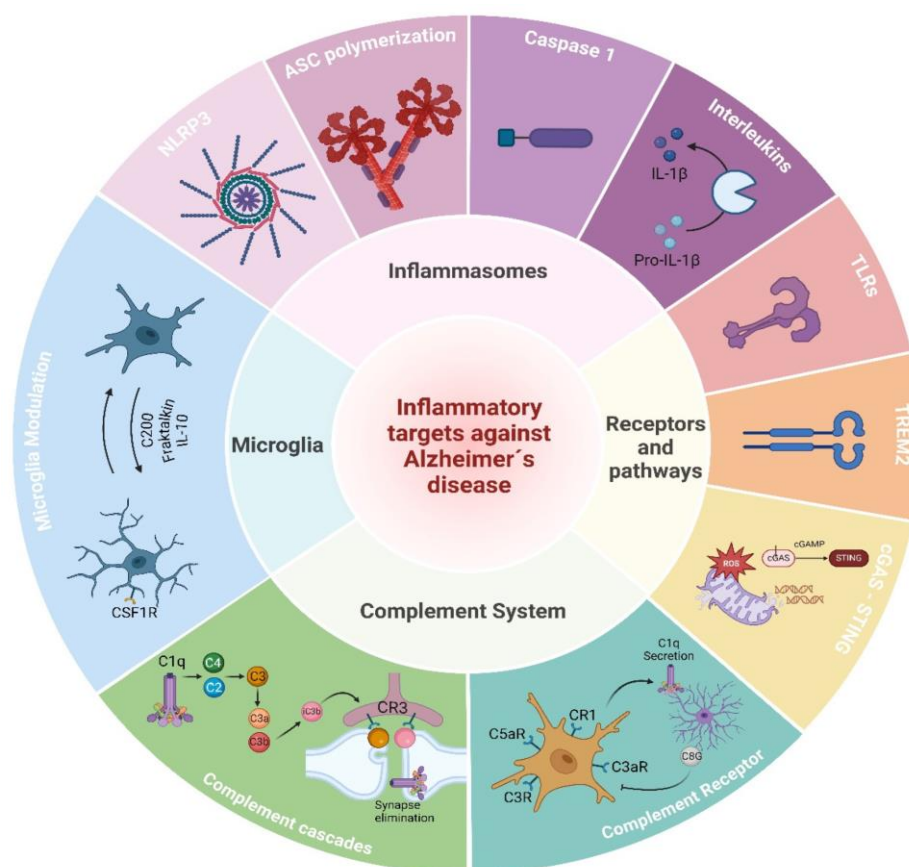 Inflammatory
targets against
Alzheimer´s
disease
Inflammasomes
Receptors
and
pathways
Complement System
Microglia
NLRP3
ASC polymerization
Caspase 1
Interleukins
IL-1β
Pro-IL-1β
TLRs
TREM2
cGAS - STING
ROS
cGAS
cGAMP
STING
Complement Receptor
C1q
Secretion
CR1
C5aR
C3aR
C3R
C8G
Complement cascades
C1q
C4
C2
C3
C3a
C3b
iC3b
CR3
Synapse
elimination
Microglia Modulation
C200
Fraktalkin
IL-10
CSF1R